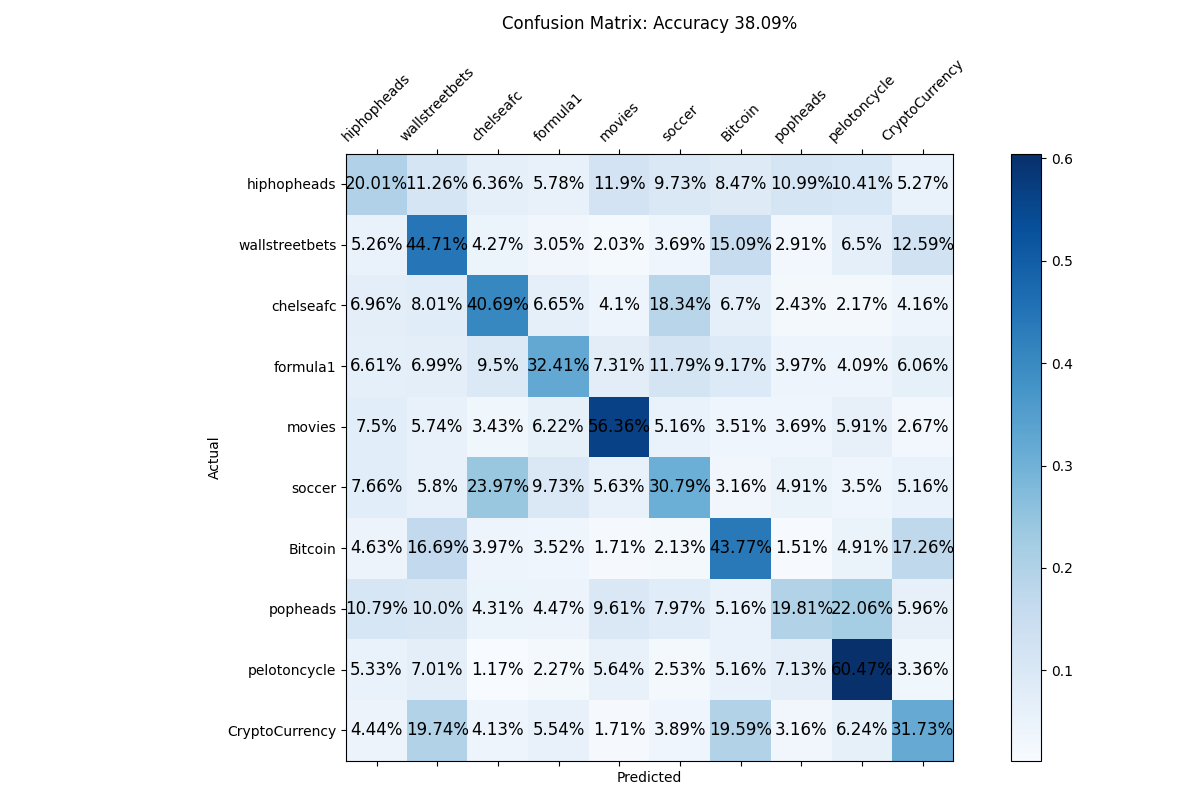 Confusion Matrix: Accuracy 38.09%
hiphopheads wallstreetbets chelseafc formula1 movies soccer Bitcoin popheads pelotoncycle CryptoCurrency
hiphopheads 20.01% 11.26% 6.36% 5.78% 11.9% 9.73% 8.47% 10.99% 10.41% 5.27%
wallstreetbets 5.26% 44.71% 4.27% 3.05% 2.03% 3.69% 15.09% 2.91% 6.5% 12.59%
chelseafc 6.96% 8.01% 40.69% 6.65% 4.1% 18.34% 6.7% 2.43% 2.17% 4.16%
formula1 6.61% 6.99% 9.5% 32.41% 7.31% 11.79% 9.17% 3.97% 4.09% 6.06%
movies 7.5% 5.74% 3.43% 6.22% 56.36% 5.16% 3.51% 3.69% 5.91% 2.67%
soccer 7.66% 5.8% 23.97% 9.73% 5.63% 30.79% 3.16% 4.91% 3.5% 5.16%
Bitcoin 4.63% 16.69% 3.97% 3.52% 1.71% 2.13% 43.77% 1.51% 4.91% 17.26%
popheads 10.79% 10.0% 4.31% 4.47% 9.61% 7.97% 5.16% 19.81% 22.06% 5.96%
pelotoncycle 5.33% 7.01% 1.17% 2.27% 5.64% 2.53% 5.16% 7.13% 60.47% 3.36%
CryptoCurrency 4.44% 19.74% 4.13% 5.54% 1.71% 3.89% 19.59% 3.16% 6.24% 31.73%
Actual
Predicted
0.6
0.5
0.4
0.3
0.2
0.1